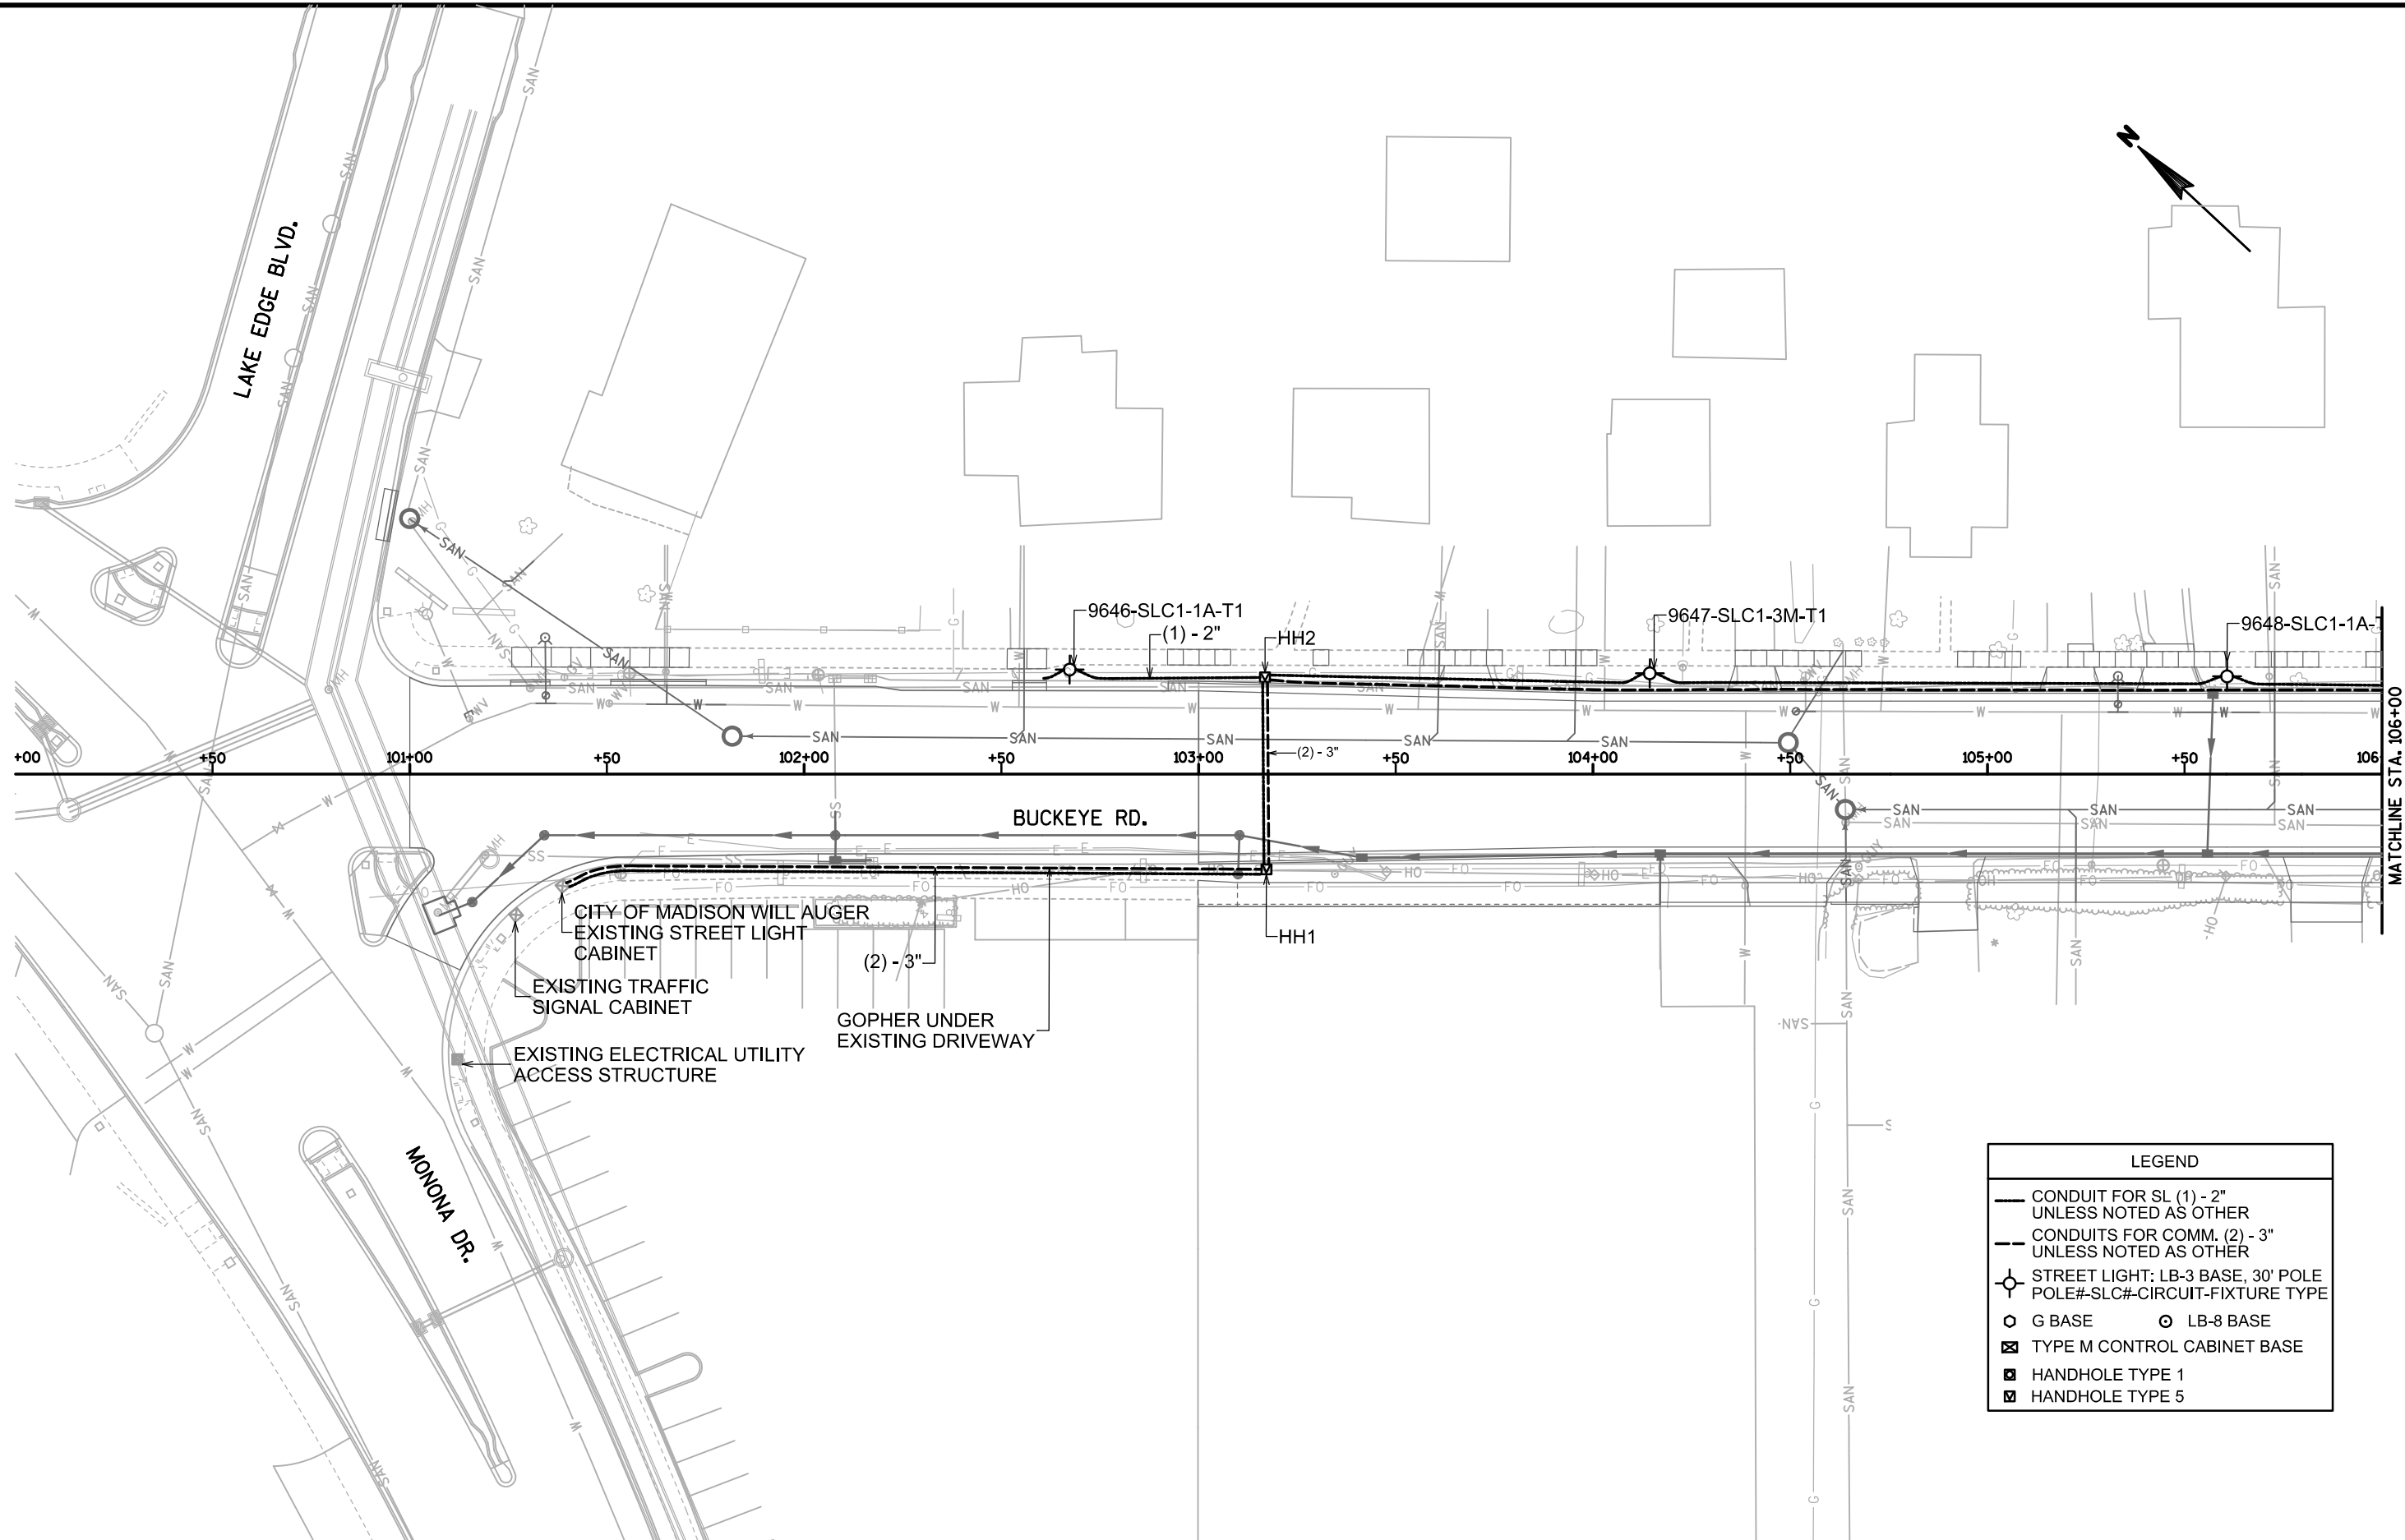 N
LAKE EDGE BLVD.
9646-SLC1-1A-T1
(1) - 2"
HH2
9647-SLC1-3M-T1
9648-SLC1-1A-T
(2) - 3"
+00
+50
101+00
+50
102+00
+50
103+00
+50
104+00
+50
105+00
+50
106
MATCHLINE STA. 106+00
BUCKEYE RD.
CITY OF MADISON WILL AUGER
EXISTING STREET LIGHT
CABINET
(2) - 3"
HH1
EXISTING TRAFFIC
SIGNAL CABINET
GOPHER UNDER
EXISTING DRIVEWAY
EXISTING ELECTRICAL UTILITY
ACCESS STRUCTURE
MONONA DR.
LEGEND
CONDUIT FOR SL (1) - 2"
UNLESS NOTED AS OTHER
CONDUITS FOR COMM. (2) - 3"
UNLESS NOTED AS OTHER
STREET LIGHT: LB-3 BASE, 30' POLE
POLE#-SLC#-CIRCUIT-FIXTURE TYPE
G BASE
LB-8 BASE
TYPE M CONTROL CABINET BASE
HANDHOLE TYPE 1
HANDHOLE TYPE 5